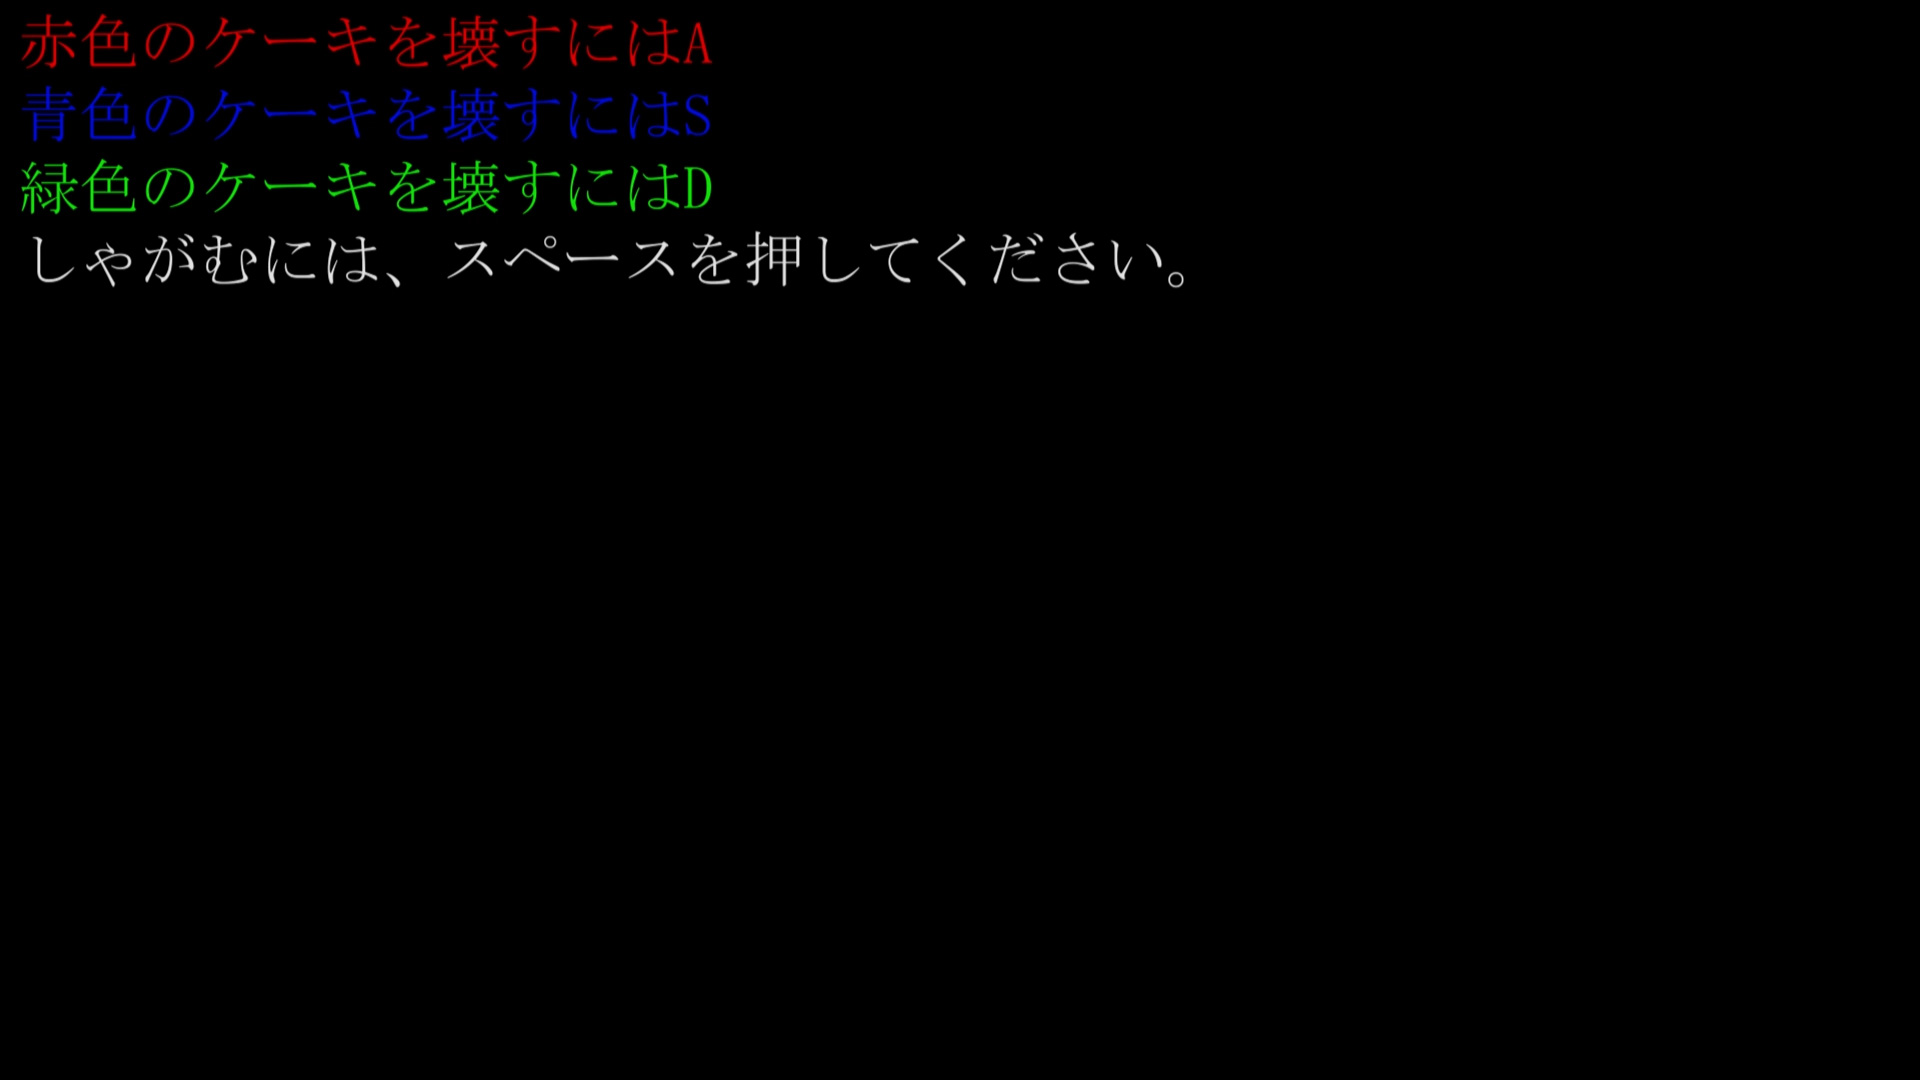 赤色のケーキを壊すにはA
青色のケーキを壊すにはS
緑色のケーキを壊すにはD
しゃがむには、スペースを押してください。